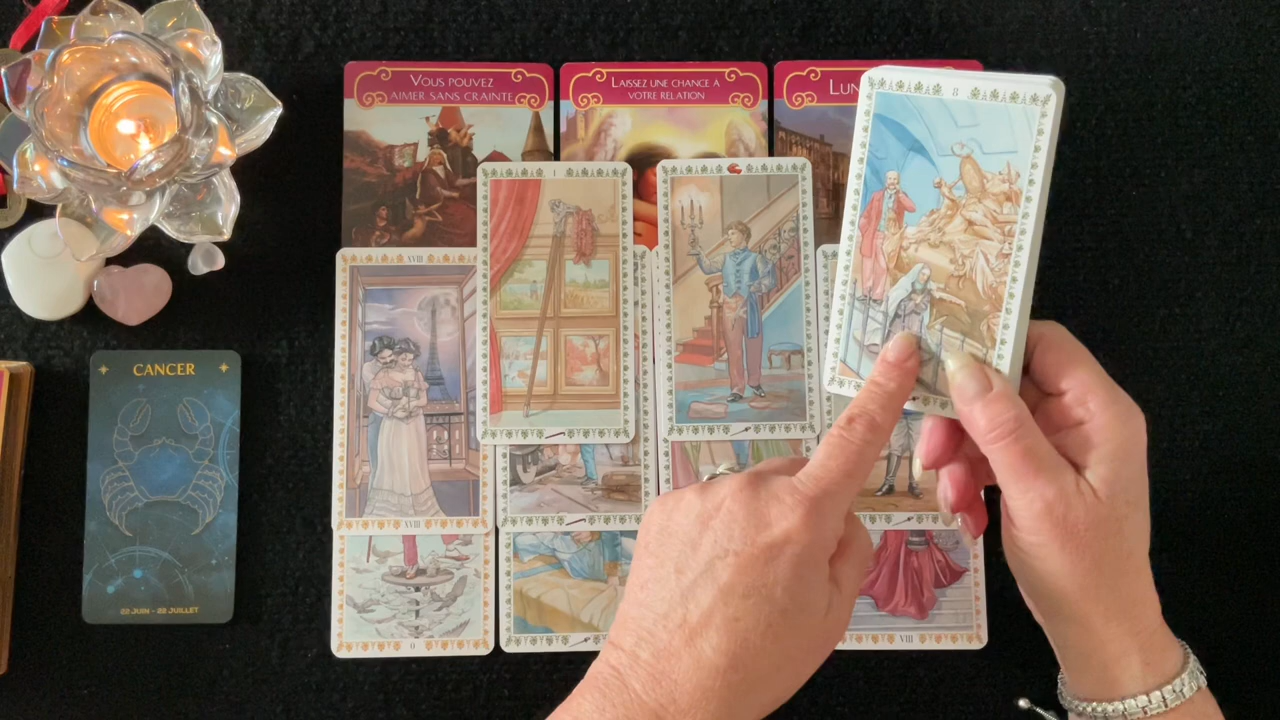 VOUS POUVEZ
AIMER SANS CRAINTE
LAISSEZ UNE CHANCE À
VOTRE RELATION
8
1
XVIII
CANCER
XVIII
22 JUIN - 22 JUILLET
0
VIII